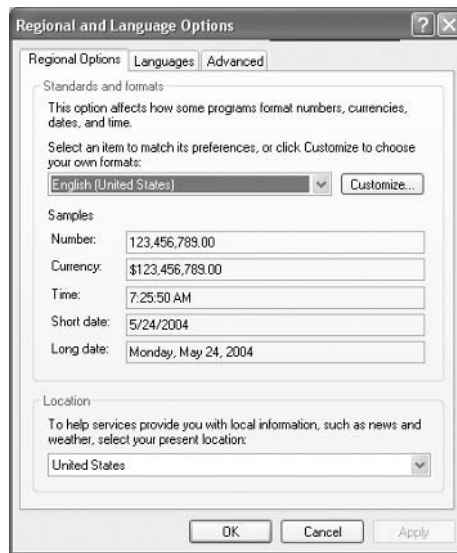 Regional and Language Options
Regional Options Languages Advanced
Standards and formats
This option affects how some programs format numbers, currencies,
dates, and time.
Select an item to match its preferences, or click Customize to choose
your own formats:
English (United States) Customize...
Samples
Number: 123,456,789.00
Currency: $123,456,789.00
Time: 7:25:50 AM
Short date: 5/24/2004
Long date: Monday, May 24, 2004
Location
To help services provide you with local information, such as news and
weather, select your present location:
United States
OK Cancel Apply